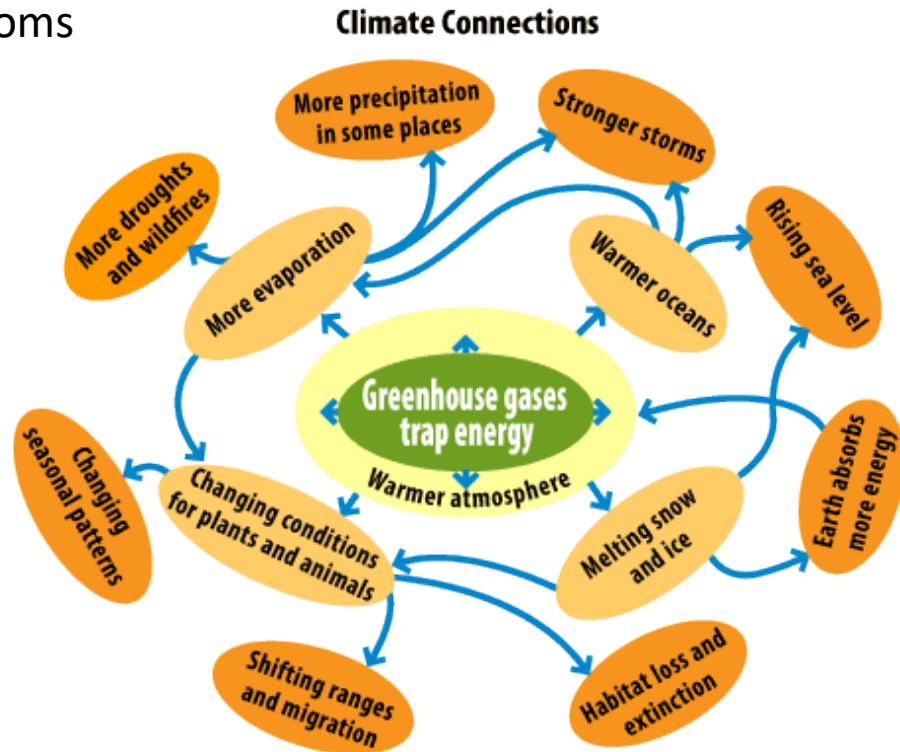 oms
Climate Connections
More precipitation
in some places
Stronger storms
More droughts
and wildfires
More evaporation
Warmer oceans
Rising sea level
Greenhouse gases
trap energy
Warmer atmosphere
Changing
seasonal patterns
Changing conditions
for plants and animals
Melting snow
and ice
Earth absorbs
more energy
Shifting ranges
and migration
Habitat loss and
extinction